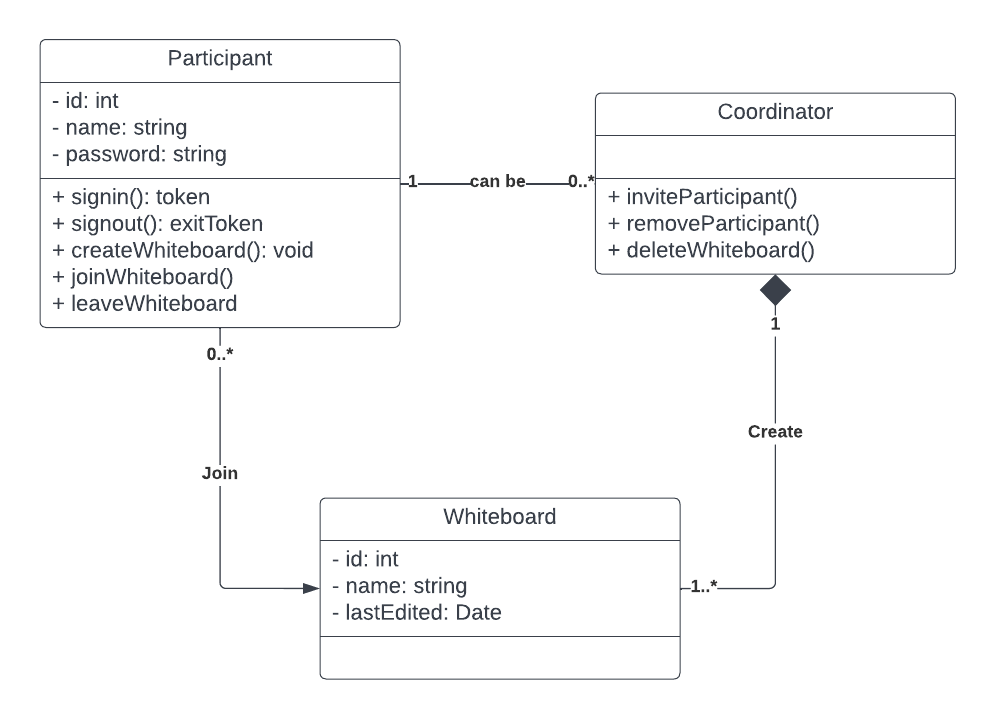 Participant
- id: int
- name: string
- password: string
+ signin(): token
+ signout(): exitToken
+ createWhiteboard(): void
+ joinWhiteboard()
+ leaveWhiteboard
1
can be
0..*
Coordinator
+ inviteParticipant()
+ removeParticipant()
+ deleteWhiteboard()
0..*
Join
1
Create
1..*
Whiteboard
- id: int
- name: string
- lastEdited: Date